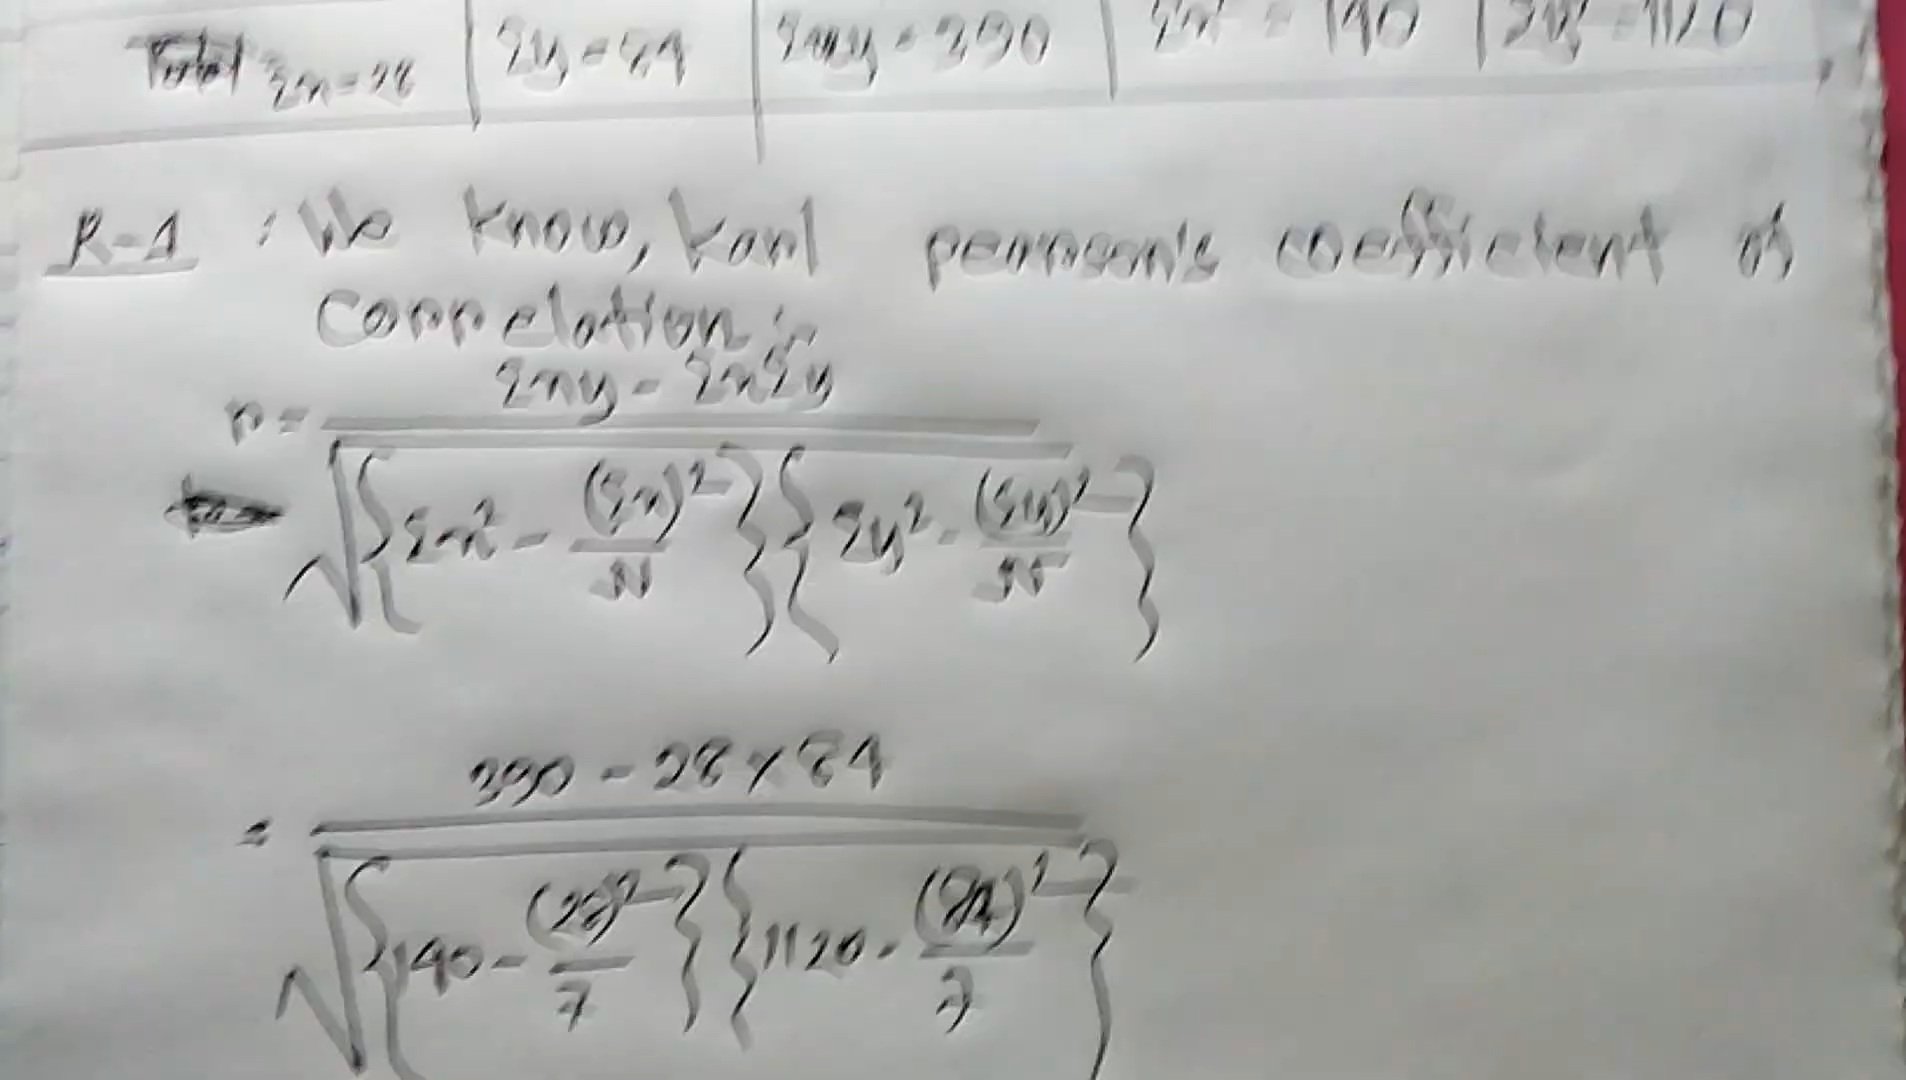 Total Σx=28 | Σy=84 | Σxy=390 | Σx² = 140 | Σy² = 1120
R-1 : We know, karl pearson's coefficient of
correlation is
r = Σxy - ΣxΣy
√{Σx² - (Σx)²/N}{Σy² - (Σy)²/N}
390 - 28×84
= √{140 - (28)²/7}{1120 - (84)²/7}